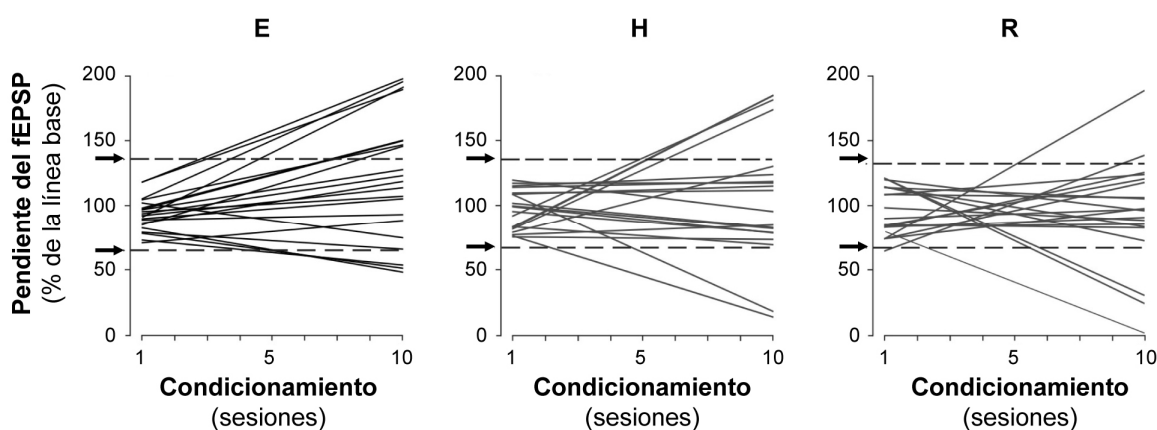 E
H
R
Pendiente del fEPSP
(% de la línea base)
200
150
100
50
0
1
5
10
Condicionamiento
(sesiones)
200
150
100
50
0
1
5
10
Condicionamiento
(sesiones)
200
150
100
50
0
1
5
10
Condicionamiento
(sesiones)